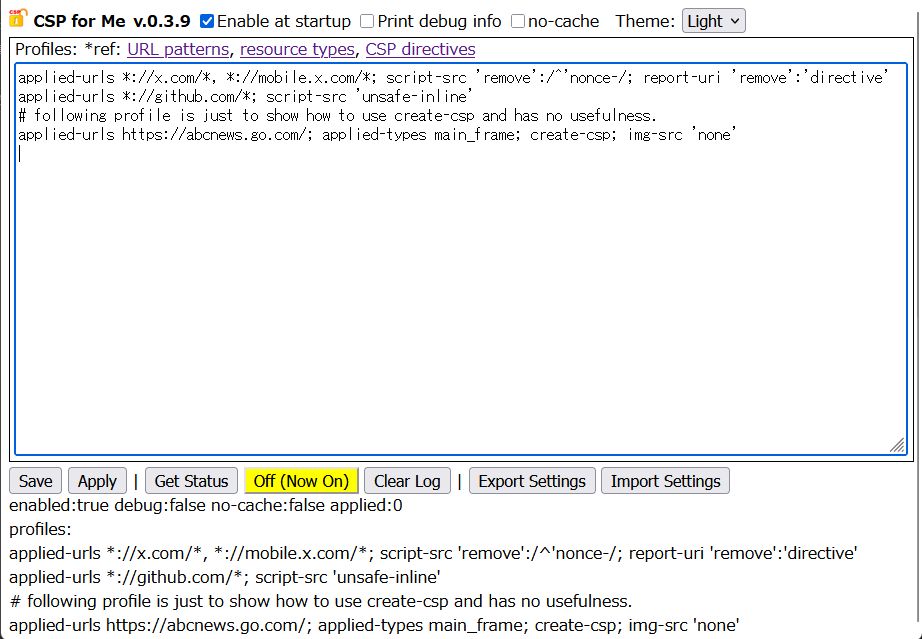 CSP for Me v.0.3.9 Enable at startup Print debug info no-cache Theme: Light
Profiles: *ref: URL patterns, resource types, CSP directives
applied-urls *://x.com/*, *://mobile.x.com/*; script-src 'remove':/^'nonce-/; report-uri 'remove':'directive'
applied-urls *://github.com/*; script-src 'unsafe-inline'
# following profile is just to show how to use create-csp and has no usefulness.
applied-urls https://abcnews.go.com/; applied-types main_frame; create-csp; img-src 'none'
Save Apply | Get Status Off (Now On) Clear Log | Export Settings Import Settings
enabled:true debug:false no-cache:false applied:0
profiles:
applied-urls *://x.com/*, *://mobile.x.com/*; script-src 'remove':/^'nonce-/; report-uri 'remove':'directive'
applied-urls *://github.com/*; script-src 'unsafe-inline'
# following profile is just to show how to use create-csp and has no usefulness.
applied-urls https://abcnews.go.com/; applied-types main_frame; create-csp; img-src 'none'